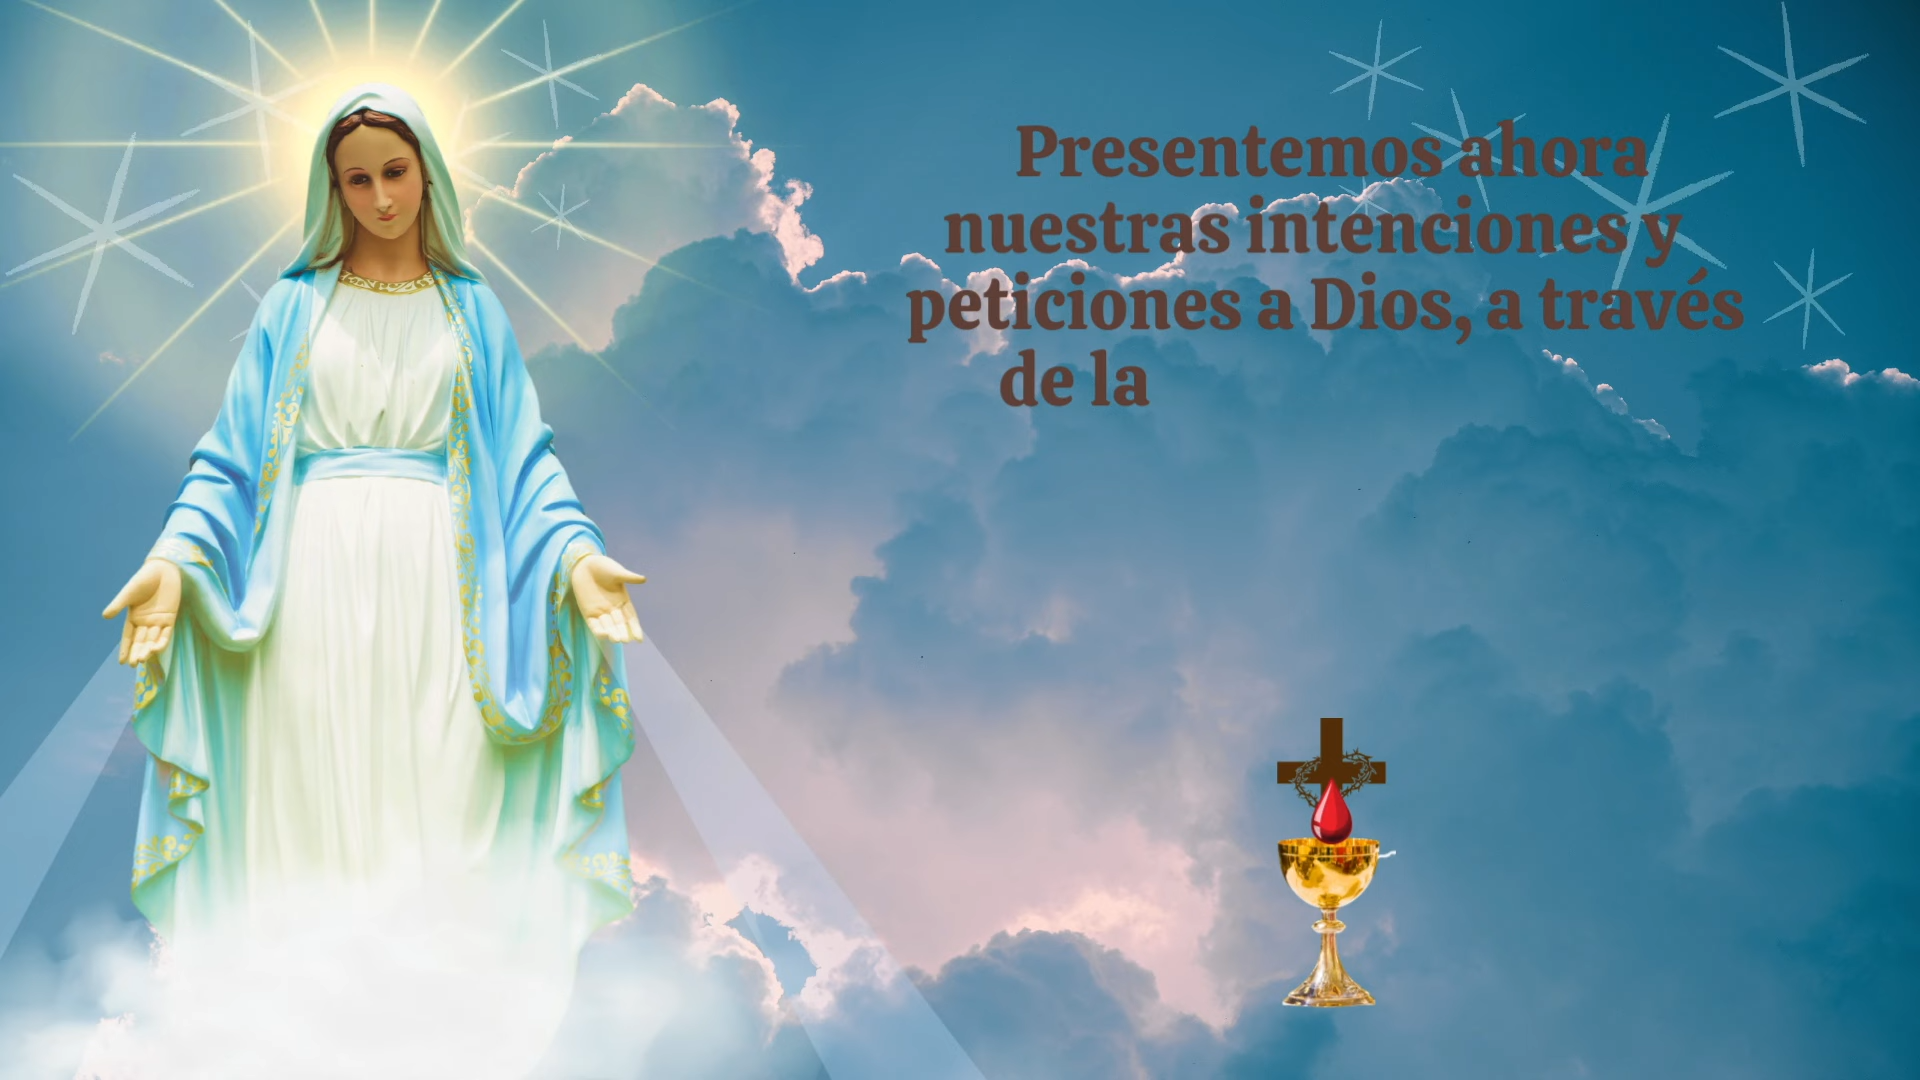 Presentemos ahora
nuestras intenciones y
peticiones a Dios, a través
de la